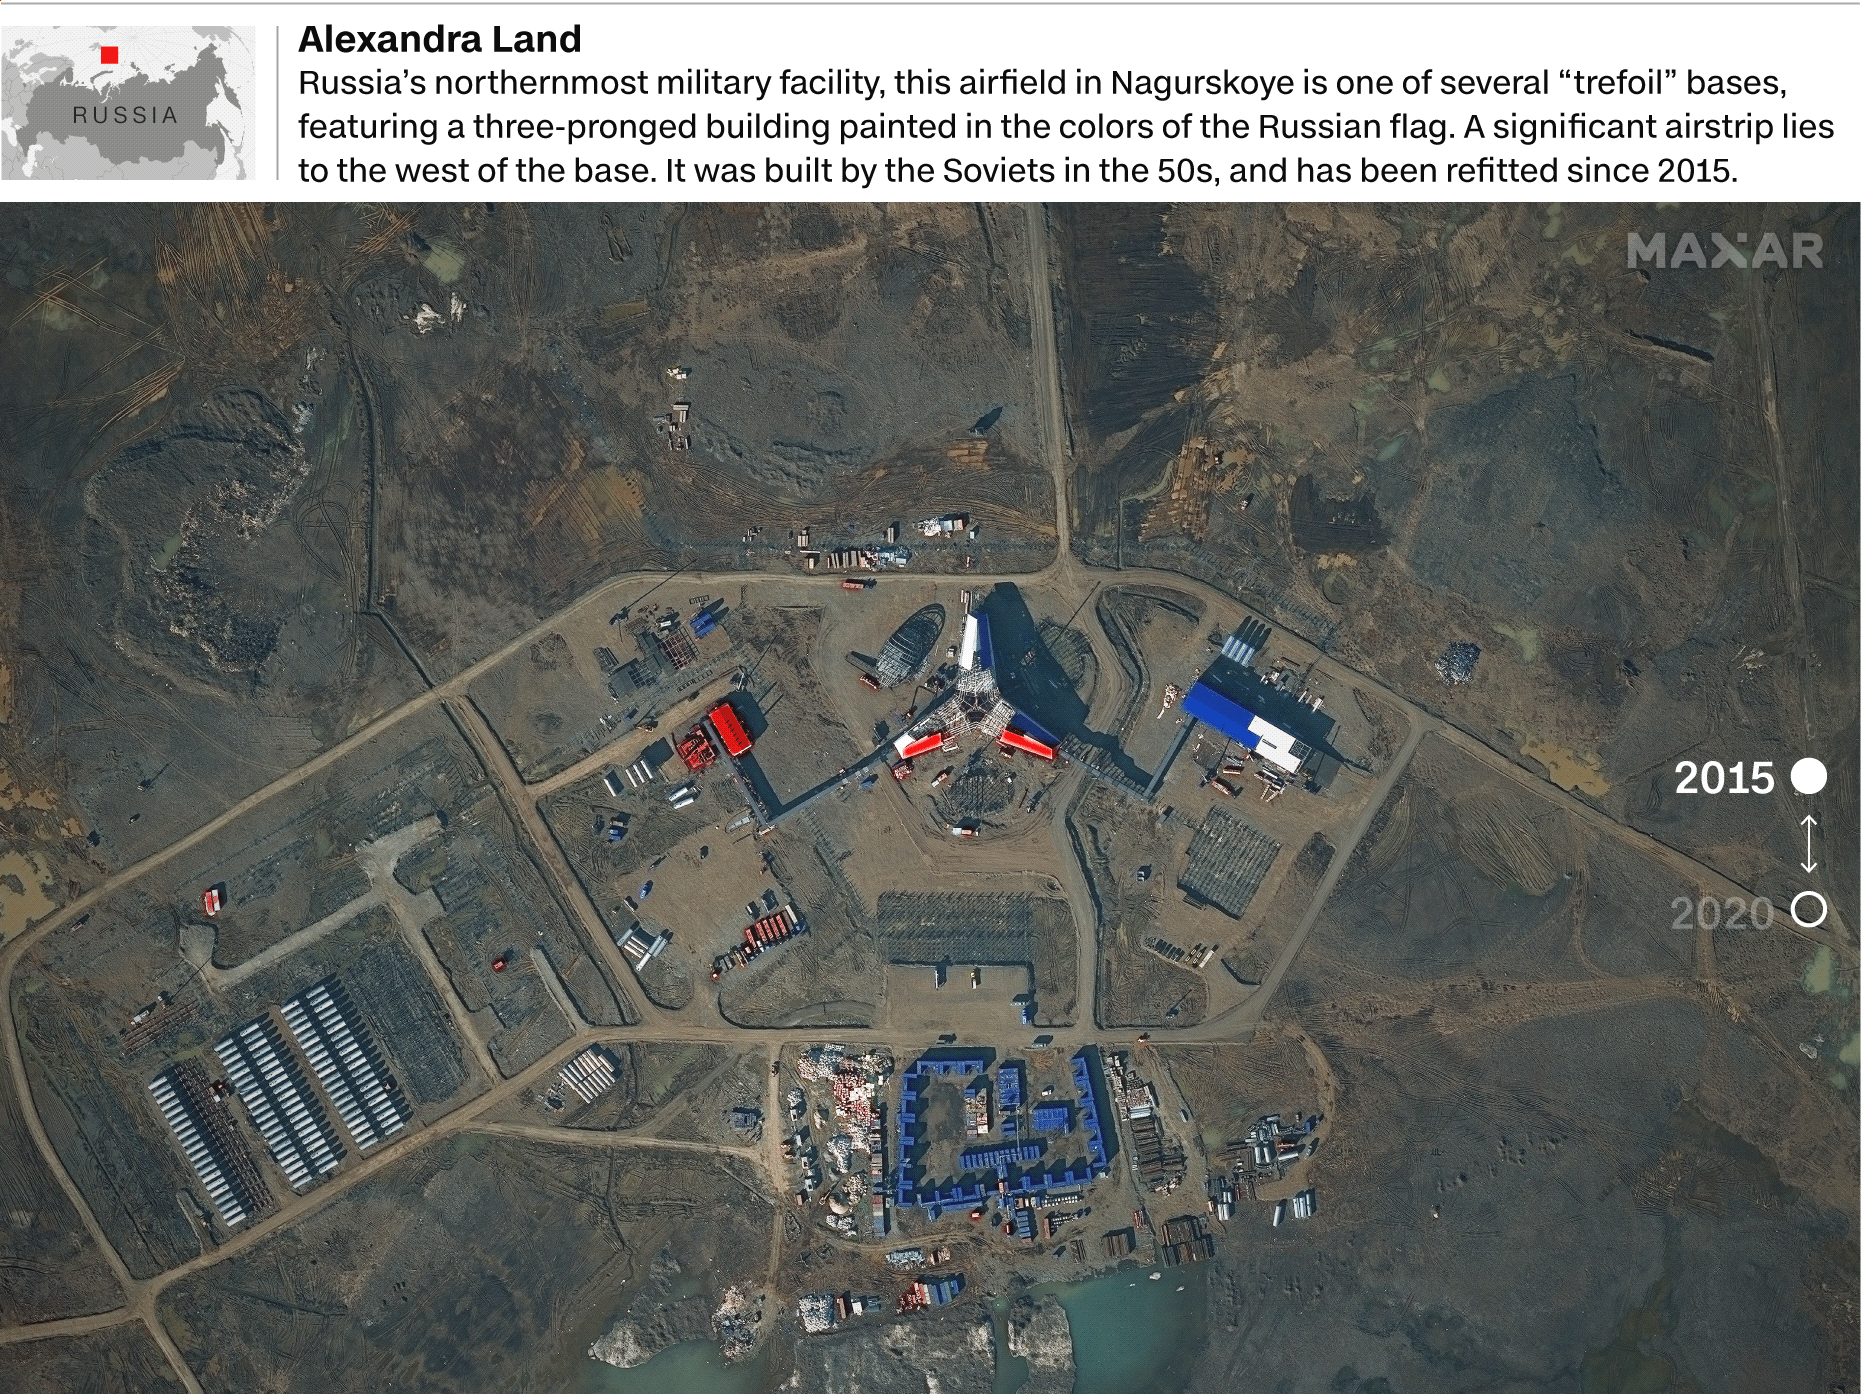 Alexandra Land
Russia’s northernmost military facility, this airfield in Nagurskoye is one of several “trefoil” bases,
featuring a three-pronged building painted in the colors of the Russian flag. A significant airstrip lies
to the west of the base. It was built by the Soviets in the 50s, and has been refitted since 2015.
RUSSIA
MAXAR
2015
2020